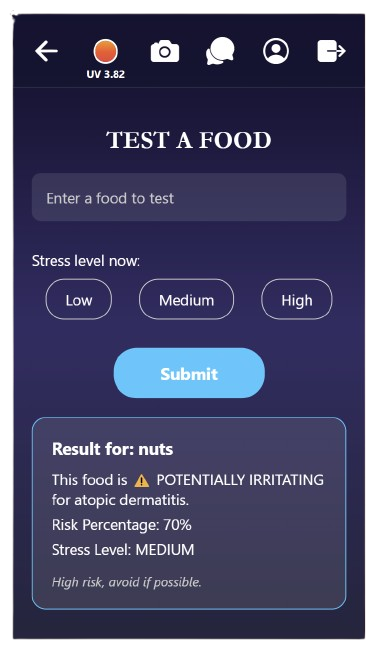 UV 3.82
TEST A FOOD
Enter a food to test
Stress level now:
Low Medium High
Submit
Result for: nuts
This food is ⚠️ POTENTIALLY IRRITATING
for atopic dermatitis.
Risk Percentage: 70%
Stress Level: MEDIUM
High risk, avoid if possible.